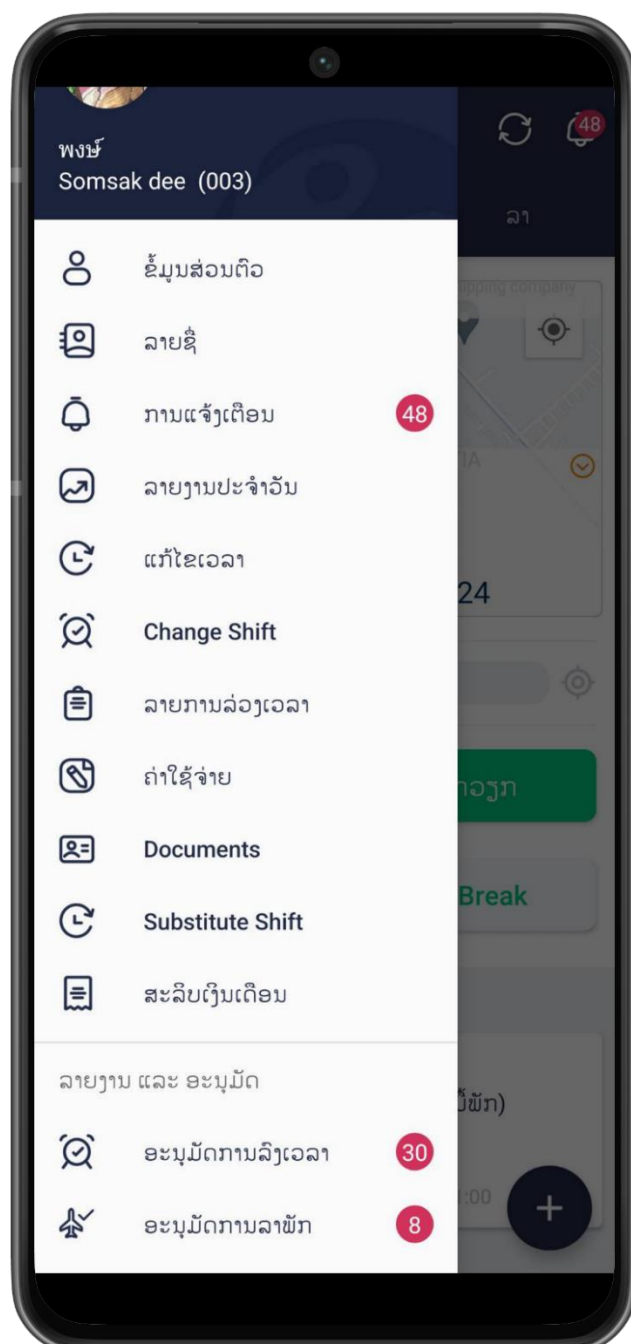 48
พงษ์
Somsak dee (003)
ລາ
ຂໍ້ມູນສ່ວນຕົວ
ລາຍຊື່
ການແຈ້ງເຕືອນ 48
ລາຍງານປະຈຳວັນ
ແກ້ໄຂເວລາ
24
Change Shift
ລາຍການລ່ວງເວລາ
ຄ່າໃຊ້ຈ່າຍ
Documents
Break
Substitute Shift
ສະລິບເງິນເດືອນ
ລາຍງານ ແລະ ອະນຸມັດ
ອະນຸມັດການລົງເວລາ 30
ອະນຸມັດການລາພັກ 8